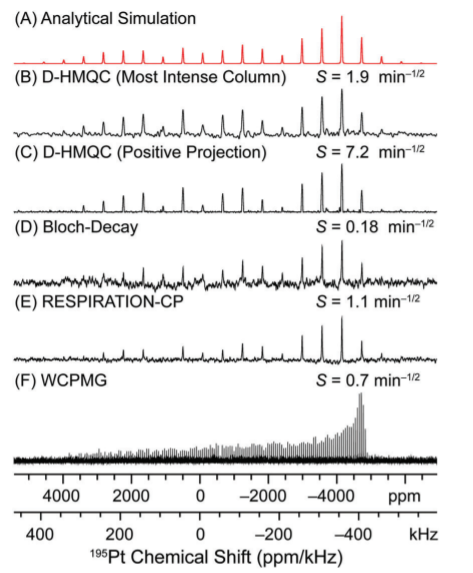 (A) Analytical Simulation
(B) D-HMQC (Most Intense Column) S = 1.9 min⁻¹/²
(C) D-HMQC (Positive Projection) S = 7.2 min⁻¹/²
(D) Bloch-Decay S = 0.18 min⁻¹/²
(E) RESPIRATION-CP S = 1.1 min⁻¹/²
(F) WCPMG S = 0.7 min⁻¹/²
4000 2000 0 −2000 −4000 ppm
400 200 0 −200 −400 kHz
¹⁹⁵Pt Chemical Shift (ppm/kHz)